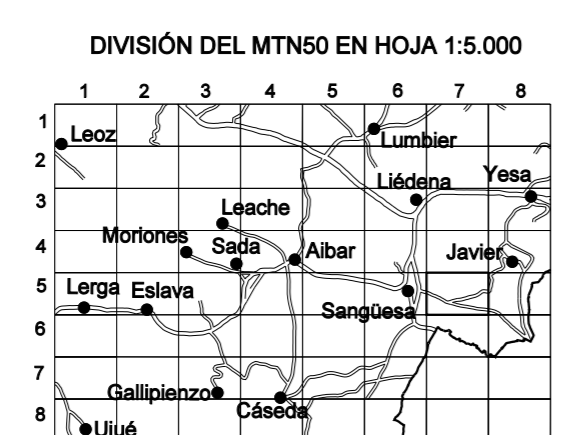 DIVISIÓN DEL MTN50 EN HOJA 1:5.000
1 2 3 4 5 6 7 8
1
Leoz
Lumbier
2
Liédena
Yesa
3
Leache
Moriones
4
Sada
Aibar
Javier
Lerga
5
Eslava
Sangüesa
6
7
Gallipienzo
Cáseda
8
Ujué